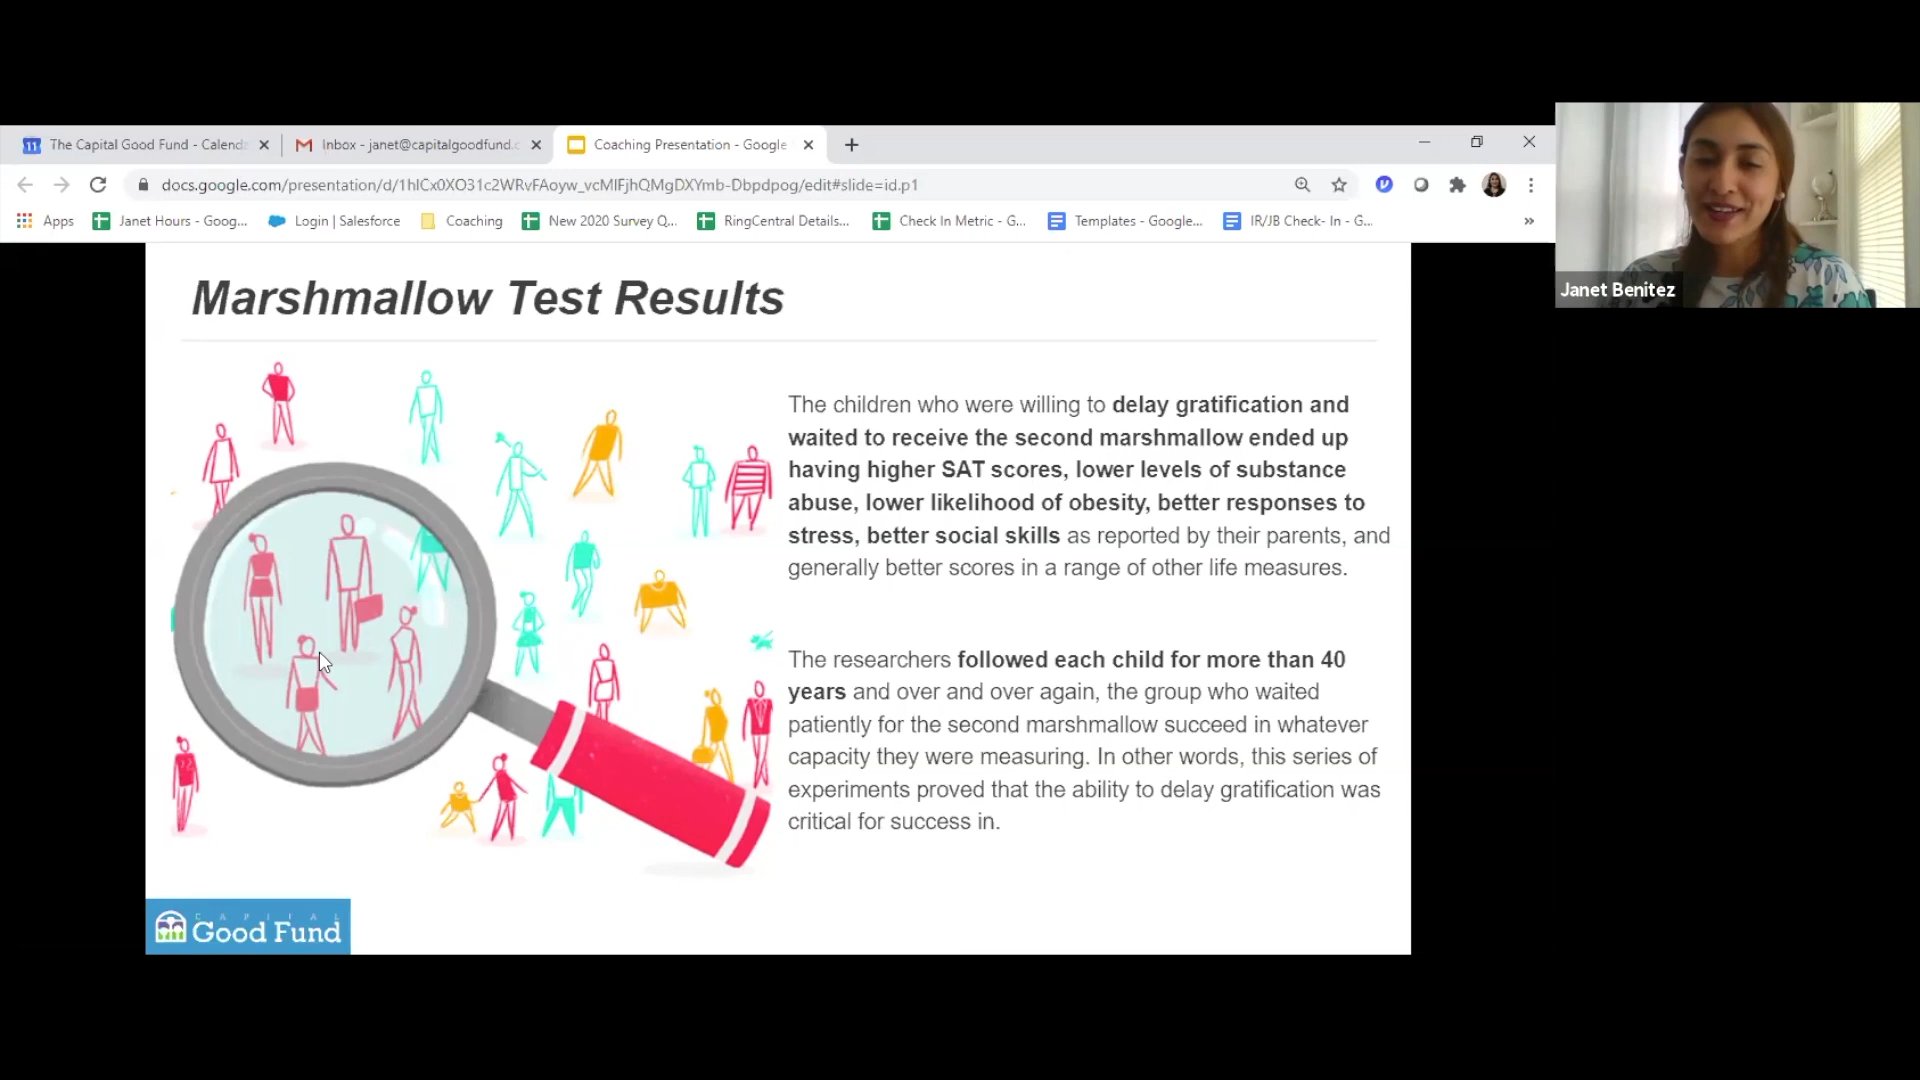 The Capital Good Fund - Calend
Inbox - janet@capitalgoodfund.c
Coaching Presentation - Google
docs.google.com/presentation/d/1hlCx0XO31c2WRvFAoyw_vcMlFjhQMgDXYmb-Dbpdpog/edit#slide=id.p1
Apps
Janet Hours - Goog...
Login | Salesforce
Coaching
New 2020 Survey Q...
RingCentral Details...
Check In Metric - G...
Templates - Google...
IR/JB Check- In - G...
»
Janet Benitez
Marshmallow Test Results
The children who were willing to delay gratification and
waited to receive the second marshmallow ended up
having higher SAT scores, lower levels of substance
abuse, lower likelihood of obesity, better responses to
stress, better social skills as reported by their parents, and
generally better scores in a range of other life measures.
The researchers followed each child for more than 40
years and over and over again, the group who waited
patiently for the second marshmallow succeed in whatever
capacity they were measuring. In other words, this series of
experiments proved that the ability to delay gratification was
critical for success in.
CAPITAL
Good Fund